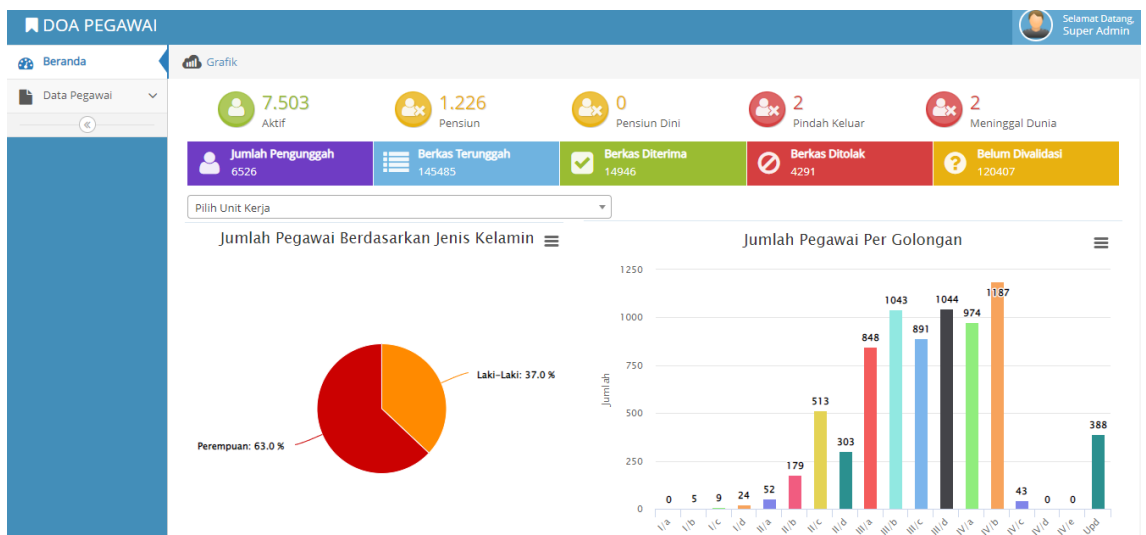 DOA PEGAWAI
Selamat Datang,
Super Admin
Beranda
Data Pegawai
Grafik
7.503
Aktif
1.226
Pensiun
0
Pensiun Dini
2
Pindah Keluar
2
Meninggal Dunia
Jumlah Pengunggah
6526
Berkas Terunggah
145485
Berkas Diterima
14946
Berkas Ditolak
4291
Belum Divalidasi
120407
Pilih Unit Kerja
Jumlah Pegawai Berdasarkan Jenis Kelamin
Laki-Laki: 37.0 %
Perempuan: 63.0 %
Jumlah Pegawai Per Golongan
Jumlah
1250
1000
750
500
250
0
0 5 9 24 52 179 513 303 848 1043 891 1044 974 1187 43 0 0 388
I/a I/b I/c I/d II/a II/b II/c II/d III/a III/b III/c III/d IV/a IV/b IV/c IV/d IV/e Upd